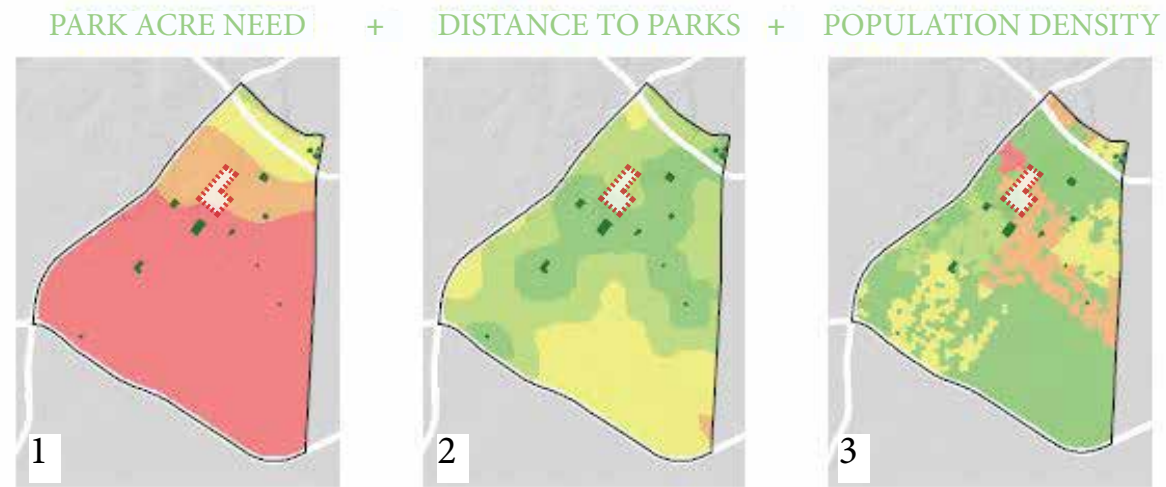 PARK ACRE NEED + DISTANCE TO PARKS + POPULATION DENSITY
1
2
3